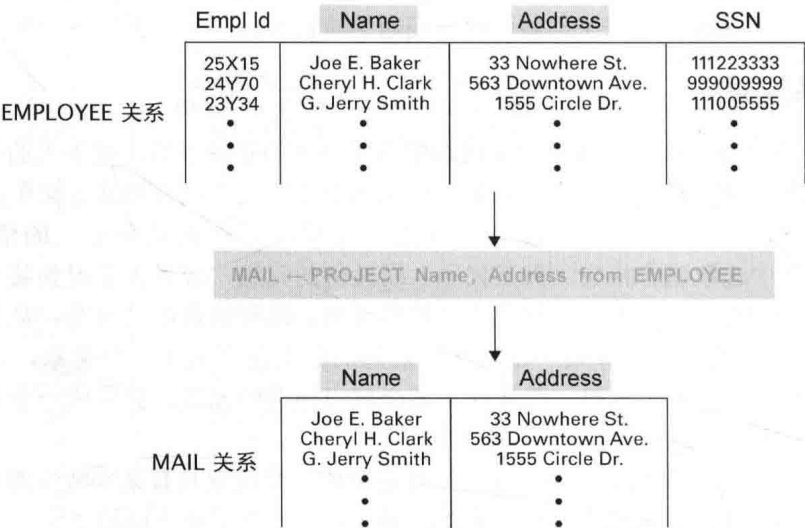 Empl Id Name Address SSN
25X15 Joe E. Baker 33 Nowhere St. 111223333
24Y70 Cheryl H. Clark 563 Downtown Ave. 999009999
23Y34 G. Jerry Smith 1555 Circle Dr. 111005555
EMPLOYEE 关系
MAIL ← PROJECT Name, Address from EMPLOYEE
Name Address
Joe E. Baker 33 Nowhere St.
Cheryl H. Clark 563 Downtown Ave.
G. Jerry Smith 1555 Circle Dr.
MAIL 关系